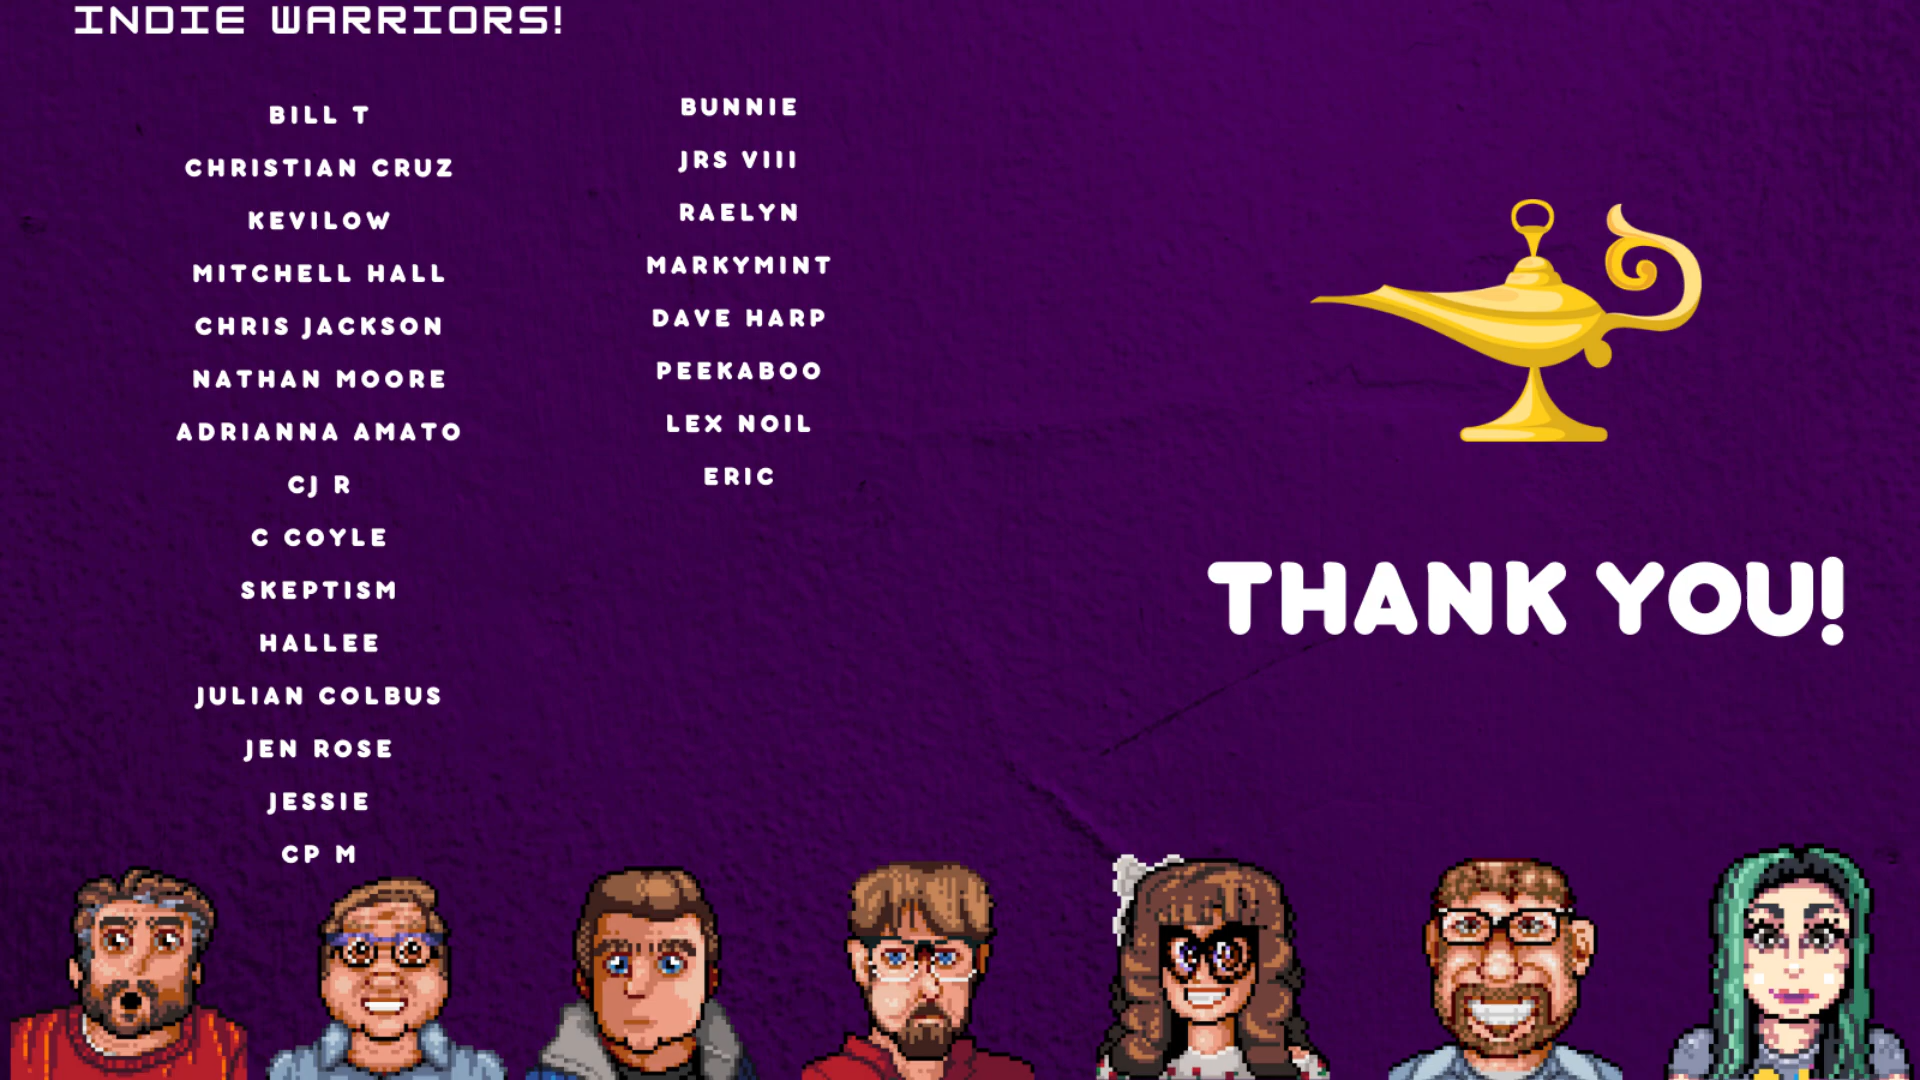 INDIE WARRIORS!
BILL T
CHRISTIAN CRUZ
KEVILOW
MITCHELL HALL
CHRIS JACKSON
NATHAN MOORE
ADRIANNA AMATO
CJ R
C COYLE
SKEPTISM
HALLEE
JULIAN COLBUS
JEN ROSE
JESSIE
CP M
BUNNIE
JRS VIII
RAELYN
MARKYMINT
DAVE HARP
PEEKABOO
LEX NOIL
ERIC
THANK YOU!